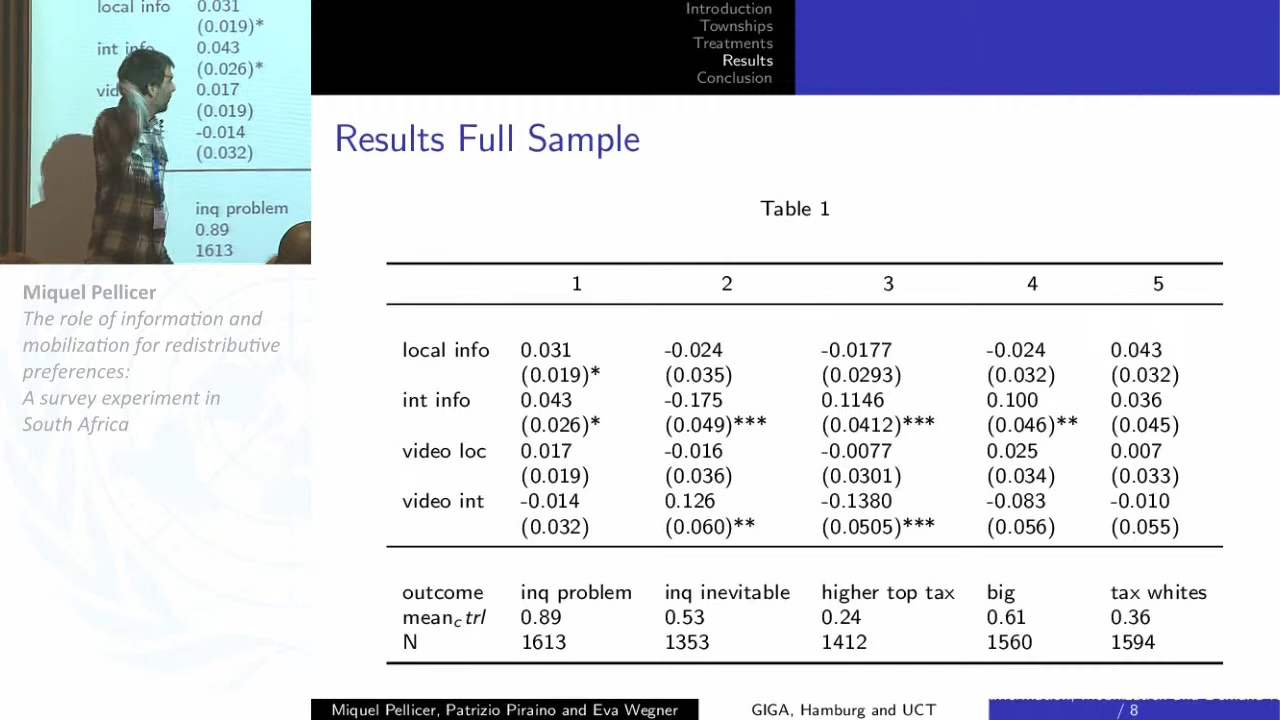 local info 0.031
(0.019)*
int info 0.043
(0.026)*
vid 0.017
(0.019)
-0.014
(0.032)
inq problem
0.89
1613
Miquel Pellicer
The role of information and
mobilization for redistributive
preferences:
A survey experiment in
South Africa
Introduction
Townships
Treatments
Results
Conclusion
Results Full Sample
Table 1
1 2 3 4 5
local info 0.031 -0.024 -0.0177 -0.024 0.043
(0.019)* (0.035) (0.0293) (0.032) (0.032)
int info 0.043 -0.175 0.1146 0.100 0.036
(0.026)* (0.049)*** (0.0412)*** (0.046)** (0.045)
video loc 0.017 -0.016 -0.0077 0.025 0.007
(0.019) (0.036) (0.0301) (0.034) (0.033)
video int -0.014 0.126 -0.1380 -0.083 -0.010
(0.032) (0.060)** (0.0505)*** (0.056) (0.055)
outcome inq problem inq inevitable higher top tax big tax whites
mean_ctrl 0.89 0.53 0.24 0.61 0.36
N 1613 1353 1412 1560 1594
Miquel Pellicer, Patrizio Piraino and Eva Wegner GIGA, Hamburg and UCT / 8